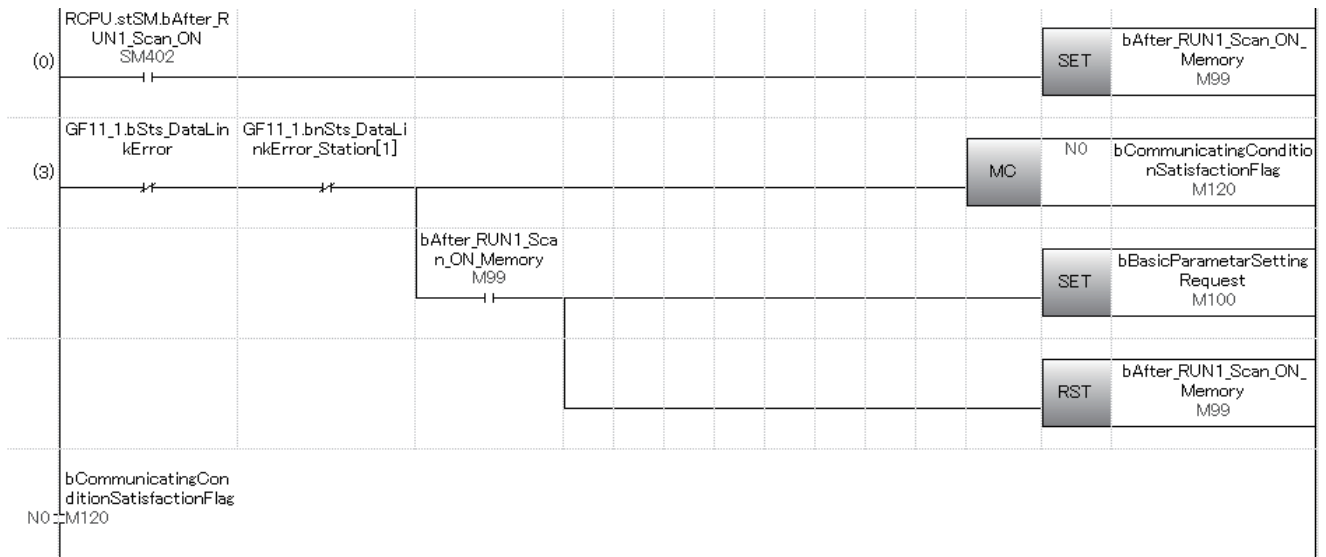 RCPU.stSM.bAfter_R
UN1_Scan_ON
SM402
(0)
SET
bAfter_RUN1_Scan_ON_
Memory
M99
GF11_1.bSts_DataLin
kError
GF11_1.bnSts_DataLi
nkError_Station[1]
(3)
MC
N0
bCommunicatingConditio
nSatisfactionFlag
M120
bAfter_RUN1_Sca
n_ON_Memory
M99
SET
bBasicParametarSetting
Request
M100
RST
bAfter_RUN1_Scan_ON_
Memory
M99
bCommunicatingCon
ditionSatisfactionFlag
N0 M120